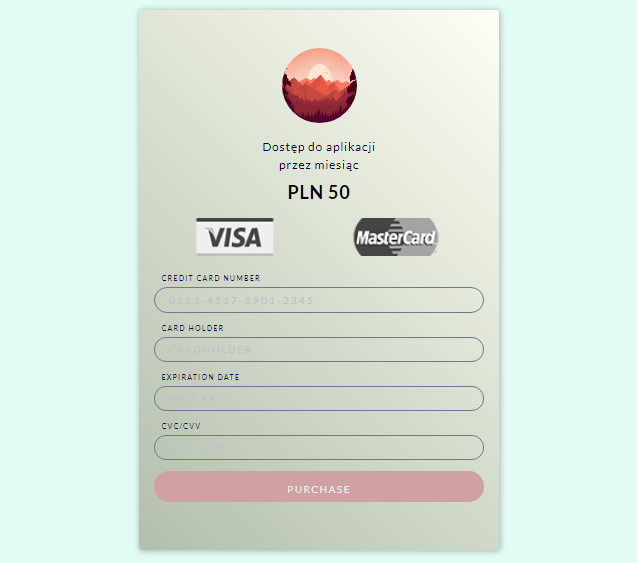 Dostęp do aplikacji
przez miesiąc
PLN 50
VISA MasterCard
CREDIT CARD NUMBER
0123-4567-8901-2345
CARD HOLDER
CARDHOLDER
EXPIRATION DATE
MM / YY
CVC/CVV
PURCHASE